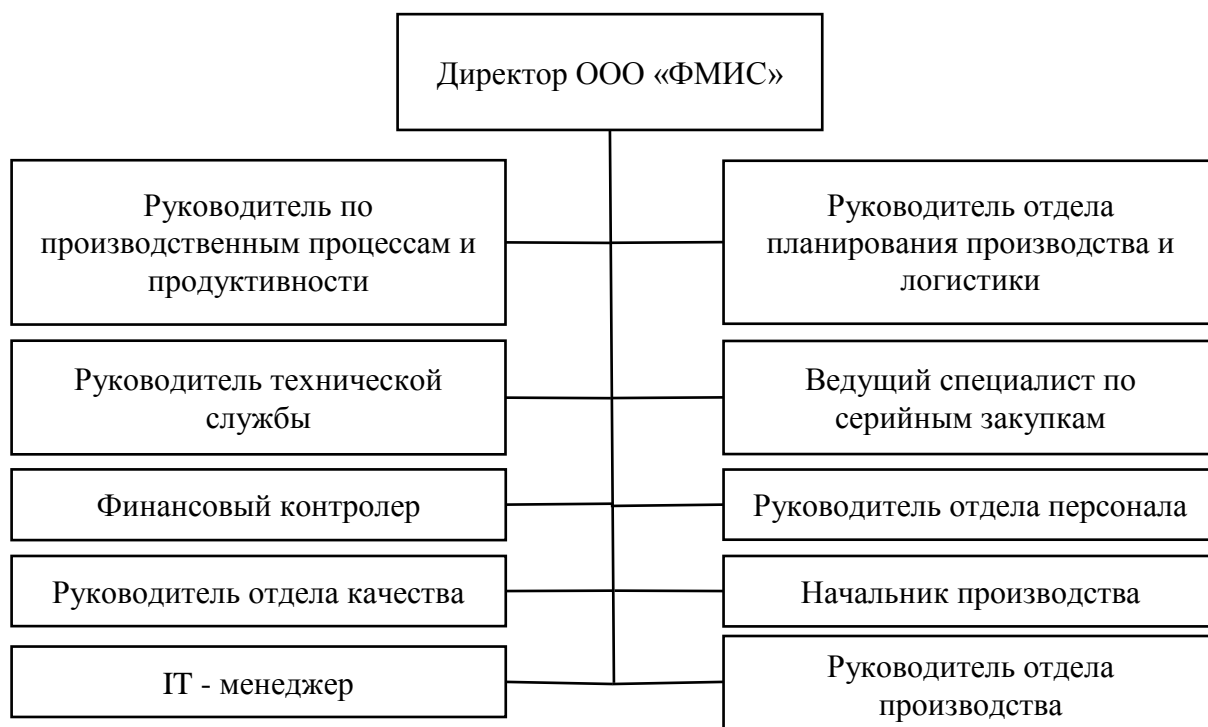 Директор ООО «ФМИС»
Руководитель по
производственным процессам и
продуктивности
Руководитель отдела
планирования производства и
логистики
Руководитель технической
службы
Ведущий специалист по
серийным закупкам
Финансовый контролер
Руководитель отдела персонала
Руководитель отдела качества
Начальник производства
IT - менеджер
Руководитель отдела
производства